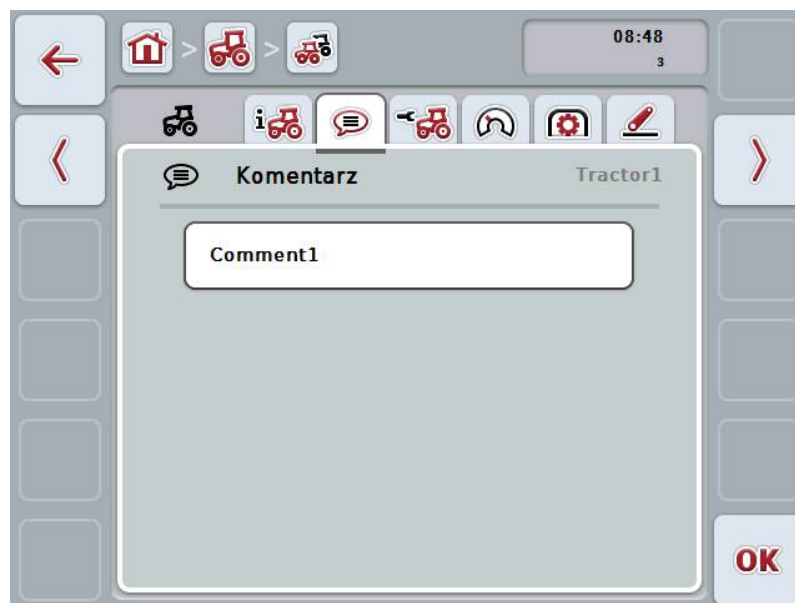 > >
08:48
3
i
Komentarz
Tractor1
Comment1
OK